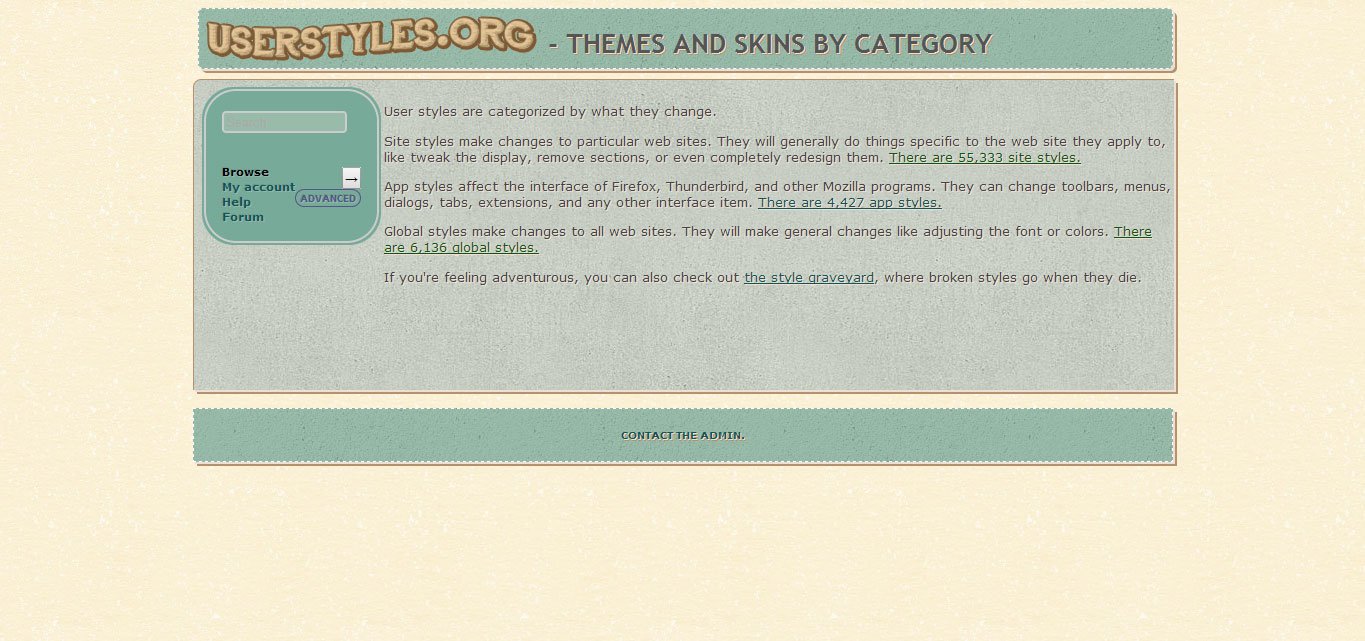 USERSTYLES.ORG - THEMES AND SKINS BY CATEGORY
Search
Browse
→
My account
ADVANCED
Help
Forum
User styles are categorized by what they change.
Site styles make changes to particular web sites. They will generally do things specific to the web site they apply to,
like tweak the display, remove sections, or even completely redesign them. There are 55,333 site styles.
App styles affect the interface of Firefox, Thunderbird, and other Mozilla programs. They can change toolbars, menus,
dialogs, tabs, extensions, and any other interface item. There are 4,427 app styles.
Global styles make changes to all web sites. They will make general changes like adjusting the font or colors. There
are 6,136 global styles.
If you're feeling adventurous, you can also check out the style graveyard, where broken styles go when they die.
CONTACT THE ADMIN.